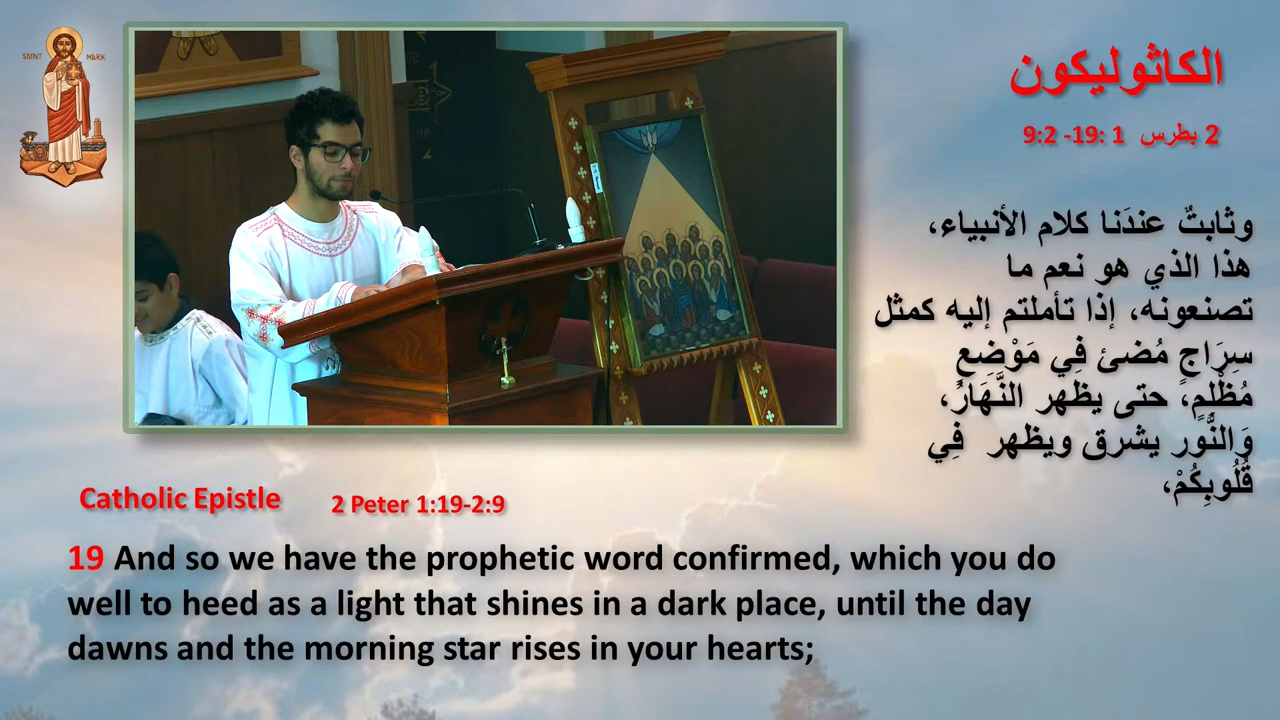 SAINT MARK
الكاثوليكون
2 بطرس 1 :19- 9:2
وثابتٌ عندَنا كلام الأنبياء،
هذا الذي هو نعم ما
تصنعونه، إذا تأملتم إليه كمثل
سِرَاجٍ مُضئ فِي مَوْضِعٍ
مُظْلِمٍ، حتى يظهر النَّهَارُ،
وَالنُّور يشرق ويظهر فِي
قُلُوبِكُمْ،
Catholic Epistle 2 Peter 1:19-2:9
19 And so we have the prophetic word confirmed, which you do
well to heed as a light that shines in a dark place, until the day
dawns and the morning star rises in your hearts;